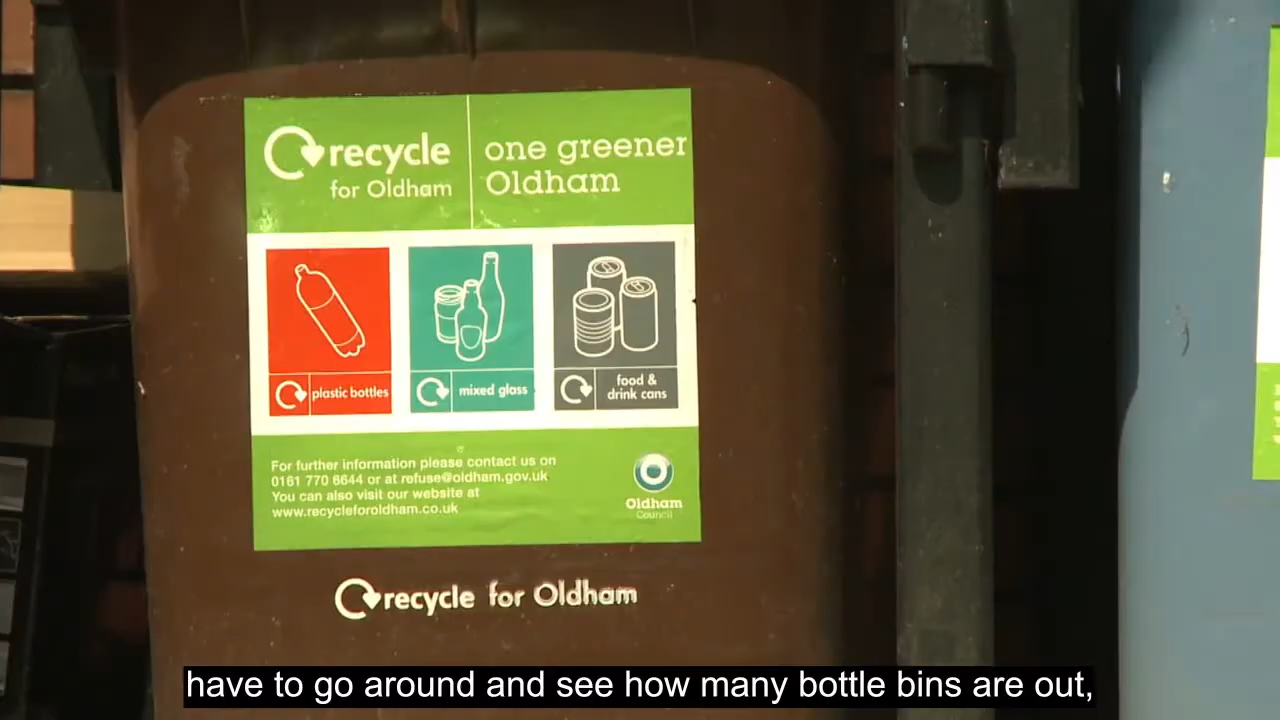 recycle
for Oldham
one greener
Oldham
plastic bottles
mixed glass
food &
drink cans
For further information please contact us on
0161 770 6644 or at refuse@oldham.gov.uk
You can also visit our website at
www.recycleforoldham.co.uk
Oldham
Council
recycle for Oldham
have to go around and see how many bottle bins are out,